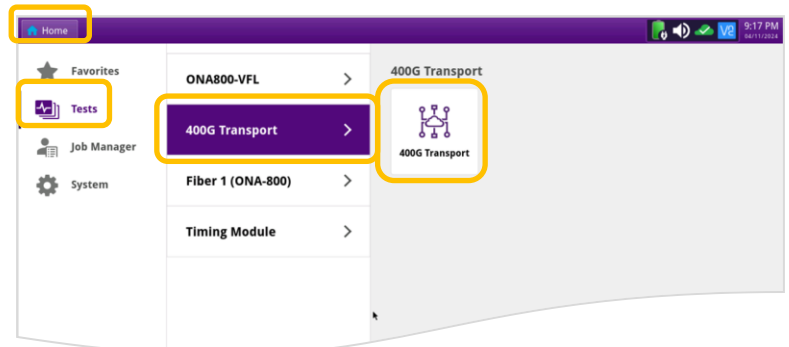 Home
9:17 PM
04/11/2024
Favorites
Tests
Job Manager
System
ONA800-VFL
400G Transport
Fiber 1 (ONA-800)
Timing Module
400G Transport
400G Transport